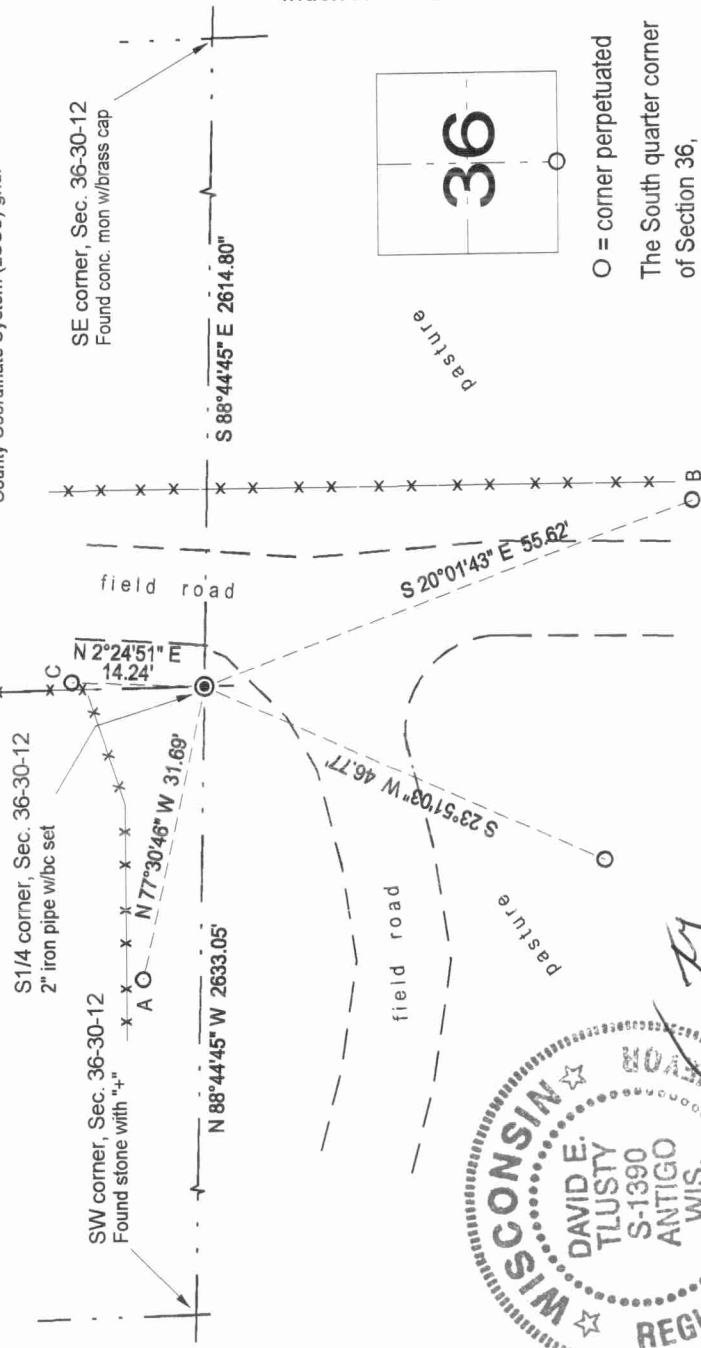 County Coordinate System
SE corner, Sec. 36-30-12
Found conc. mon w/brass cap
S 88°44'45" E 2614.80'
S1/4 corner, Sec. 36-30-12
2" iron pipe w/bc set
SW corner, Sec. 36-30-12
Found stone with "+"
N 88°44'45" W 2633.05'
N 77°30'46" W 31.69'
A
C
N 2°24'51" E
14.24'
field road
S 20°01'43" E 55.62'
B
S 23°51'03" W 46.77'
field road
pasture
pasture
36
O = corner perpetuated
The South quarter corner
of Section 36,
WISCONSIN
DAVID E.
TLUSTY
S-1390
ANTIGO
WIS.